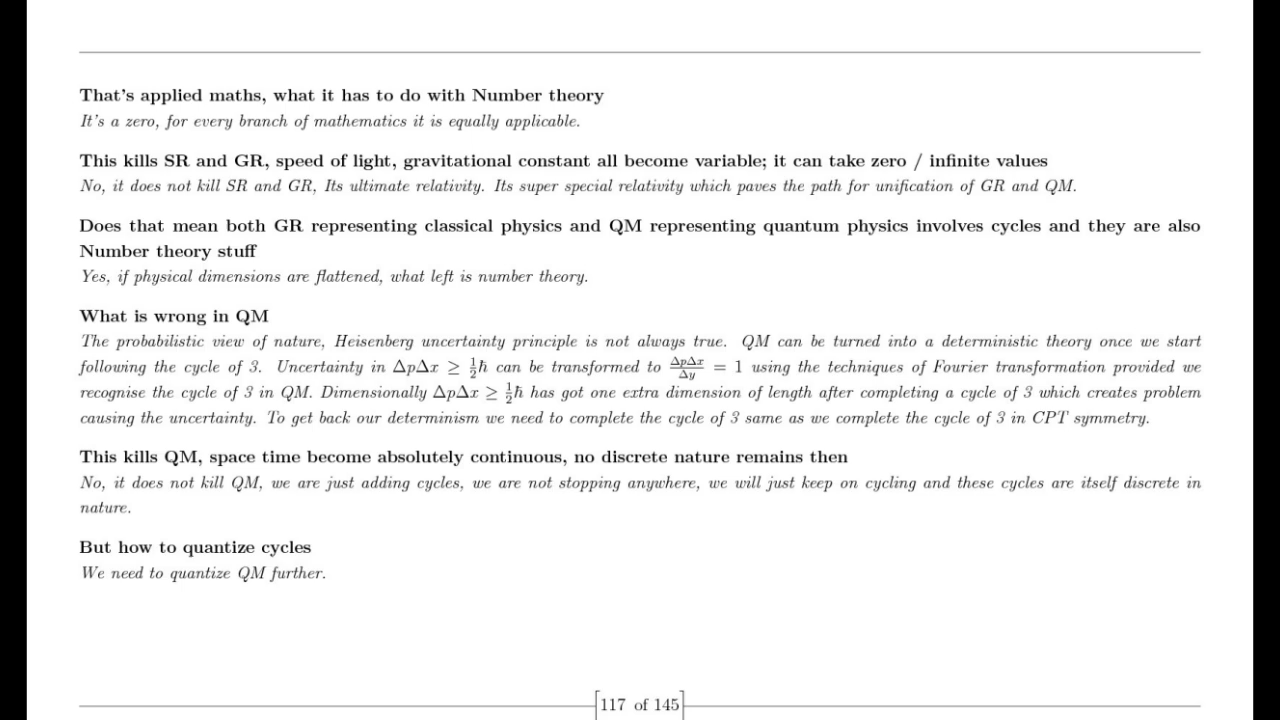 That's applied maths, what it has to do with Number theory
It's a zero, for every branch of mathematics it is equally applicable.
This kills SR and GR, speed of light, gravitational constant all become variable; it can take zero / infinite values
No, it does not kill SR and GR, Its ultimate relativity. Its super special relativity which paves the path for unification of GR and QM.
Does that mean both GR representing classical physics and QM representing quantum physics involves cycles and they are also
Number theory stuff
Yes, if physical dimensions are flattened, what left is number theory.
What is wrong in QM
The probabilistic view of nature, Heisenberg uncertainty principle is not always true. QM can be turned into a deterministic theory once we start
following the cycle of 3. Uncertainty in ΔpΔx ≥ ½ℏ can be transformed to ΔpΔx/Δy = 1 using the techniques of Fourier transformation provided we
recognise the cycle of 3 in QM. Dimensionally ΔpΔx ≥ ½ℏ has got one extra dimension of length after completing a cycle of 3 which creates problem
causing the uncertainty. To get back our determinism we need to complete the cycle of 3 same as we complete the cycle of 3 in CPT symmetry.
This kills QM, space time become absolutely continuous, no discrete nature remains then
No, it does not kill QM, we are just adding cycles, we are not stopping anywhere, we will just keep on cycling and these cycles are itself discrete in
nature.
But how to quantize cycles
We need to quantize QM further.
117 of 145